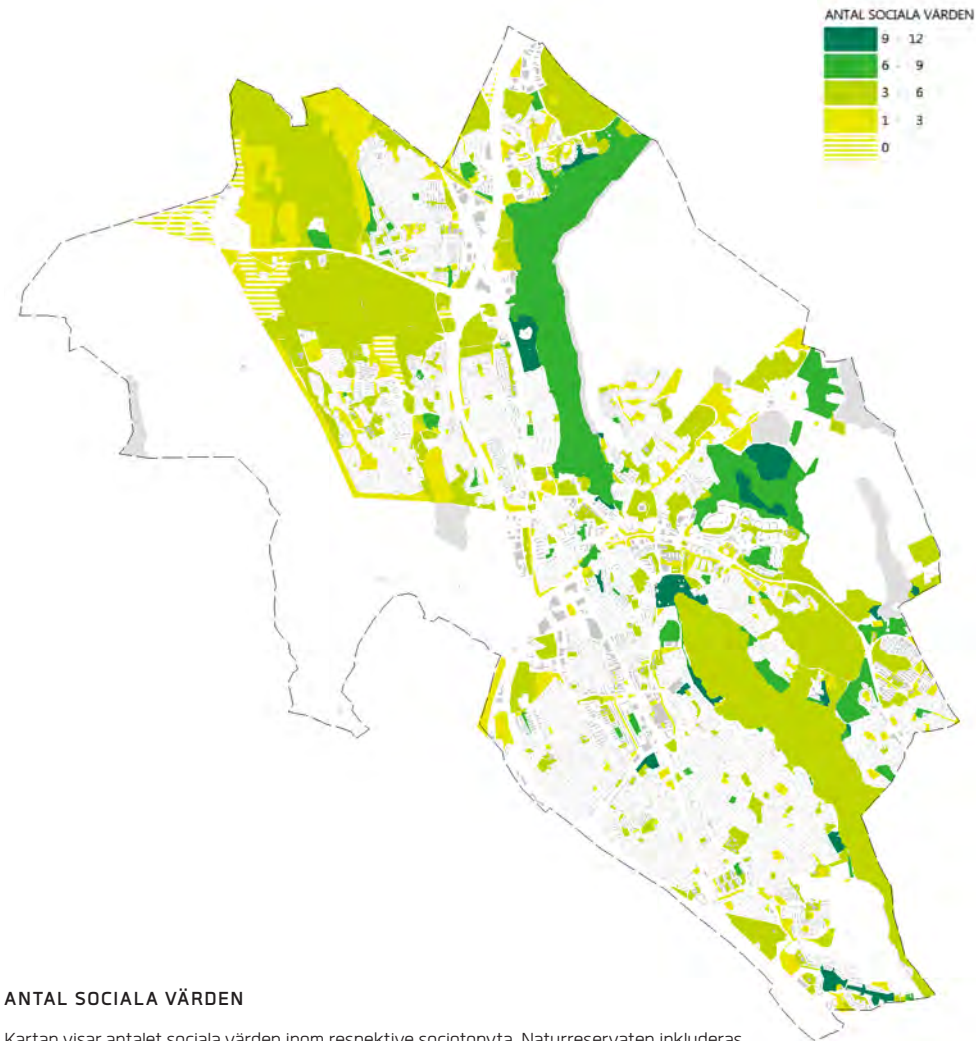 ANTAL SOCIALA VÄRDEN
9 12
6 - 9
3 6
1 3
0
ANTAL SOCIALA VÄRDEN
Kartan visar antalet sociala värden inom respektive sociotopyta. Naturreservaten inkluderas